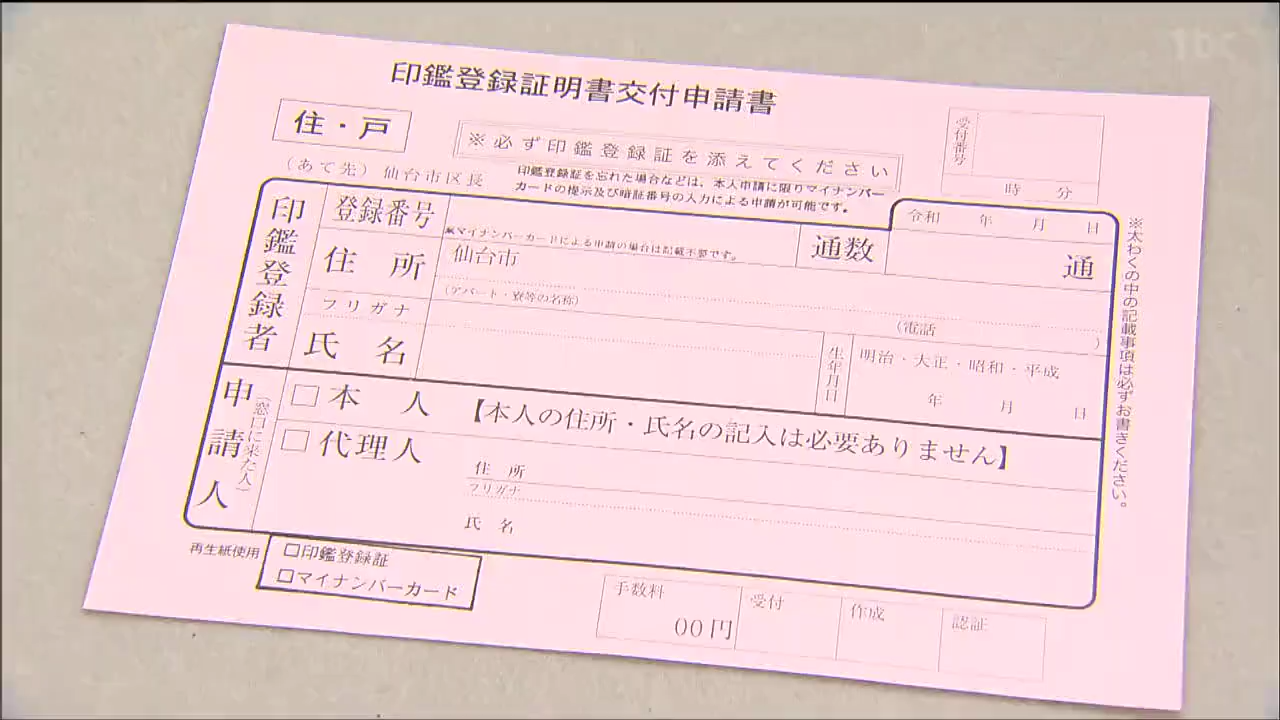 tbc
印鑑登録証明書交付申請書
住・戸
※必ず印鑑登録証を添えてください
受付番号
時 分
(あて先)仙台市区長
印鑑登録証を忘れた場合などは、本人申請に限りマイナンバー
カードの提示及び暗証番号の入力による申請が可能です。
令和 年 月 日
印鑑登録者
登録番号
※マイナンバーカードによる申請の場合は記載不要です。
通数
通
住所
仙台市
(アパート・寮等の名称)
(電話 )
フリガナ
氏名
生年月日
明治・大正・昭和・平成
年 月 日
申請人
(窓口に来た人)
□本人 【本人の住所・氏名の記入は必要ありません】
□代理人
住所
フリガナ
氏名
※太わくの中の記載事項は必ずお書きください。
再生紙使用
□印鑑登録証
□マイナンバーカード
手数料
00円
受付
作成
認証